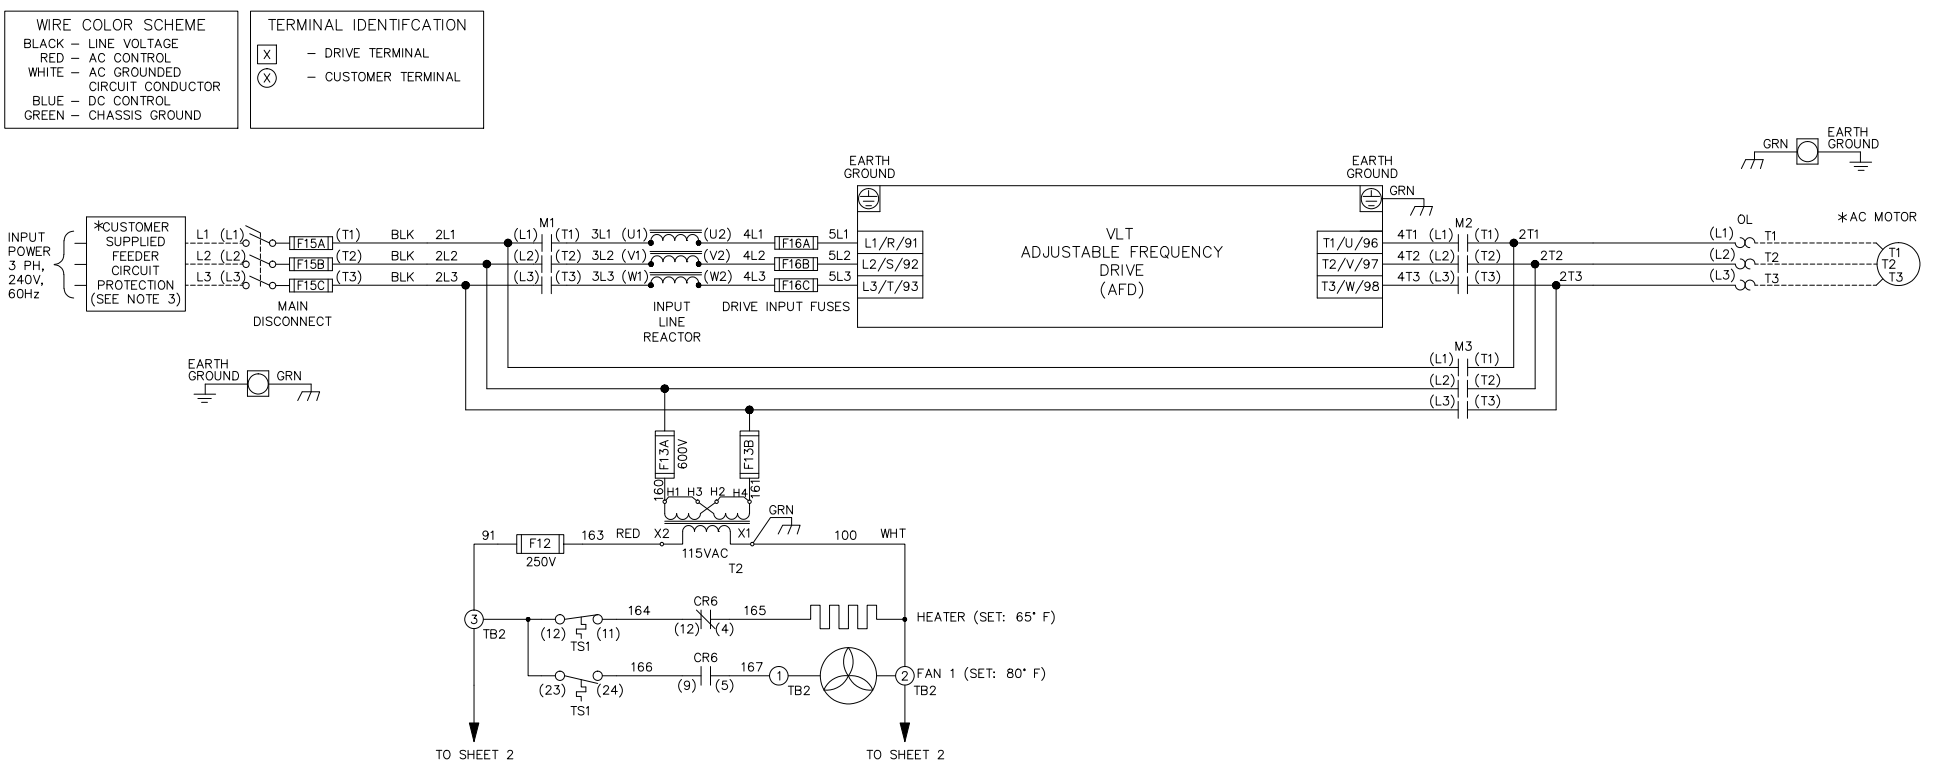 WIRE COLOR SCHEME
BLACK – LINE VOLTAGE
RED – AC CONTROL
WHITE – AC GROUNDED
CIRCUIT CONDUCTOR
BLUE – DC CONTROL
GREEN – CHASSIS GROUND
TERMINAL IDENTIFCATION
X – DRIVE TERMINAL
X – CUSTOMER TERMINAL
INPUT
POWER
3 PH,
240V,
60Hz
*CUSTOMER
SUPPLIED
FEEDER
CIRCUIT
PROTECTION
(SEE NOTE 3)
L1 (L1) F15A (T1) BLK 2L1 (L1) M1 (T1) 3L1 (U1) (U2) 4L1 F16A 5L1 L1/R/91
L2 (L2) F15B (T2) BLK 2L2 (L2) (T2) 3L2 (V1) (V2) 4L2 F16B 5L2 L2/S/92
L3 (L3) F15C (T3) BLK 2L3 (L3) (T3) 3L3 (W1) (W2) 4L3 F16C 5L3 L3/T/93
MAIN
DISCONNECT
INPUT
LINE
REACTOR
DRIVE INPUT FUSES
EARTH
GROUND
VLT
ADJUSTABLE FREQUENCY
DRIVE
(AFD)
EARTH
GROUND
GRN
T1/U/96 4T1 (L1) M2 (T1) 2T1 (L1) OL T1
T2/V/97 4T2 (L2) (T2) 2T2 (L2) T2
T3/W/98 4T3 (L3) (T3) 2T3 (L3) T3
GRN
EARTH
GROUND
*AC MOTOR
T1
T2
T3
EARTH
GROUND
GRN
M3
(L1) (T1)
(L2) (T2)
(L3) (T3)
F13A
600V
F13B
160
161
H1 H3 H2 H4
GRN
91 F12 163 RED X2 X1 100 WHT
250V
115VAC
T2
3
TB2
(12) (11)
TS1
164
CR6
(12) (4)
165
HEATER (SET: 65° F)
(23) (24)
TS1
166
CR6
(9) (5)
167
1
TB2
2
TB2
FAN 1 (SET: 80° F)
TO SHEET 2
TO SHEET 2